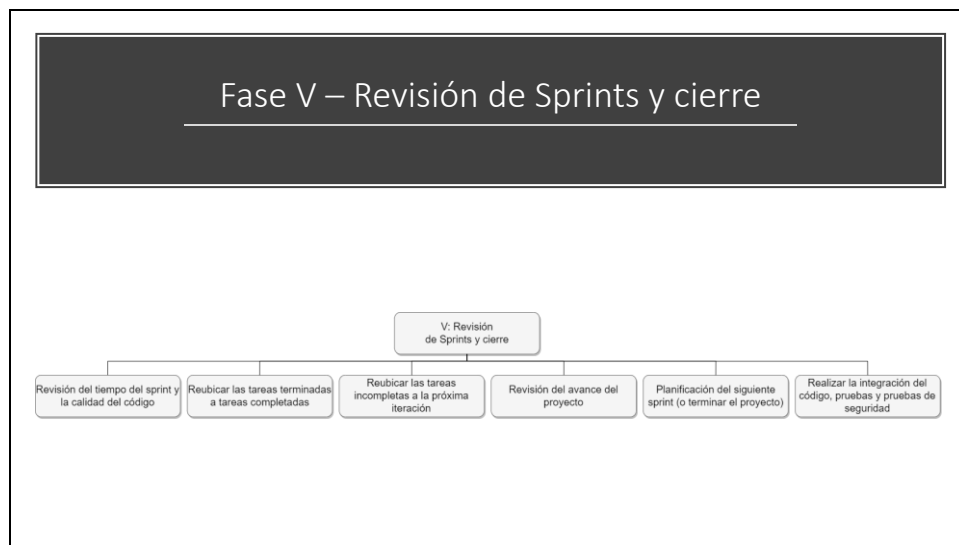 Fase V – Revisión de Sprints y cierre
V: Revisión
de Sprints y cierre
Revisión del tiempo del sprint y
la calidad del código
Reubicar las tareas terminadas
a tareas completadas
Reubicar las tareas
incompletas a la próxima
iteración
Revisión del avance del
proyecto
Planificación del siguiente
sprint (o terminar el proyecto)
Realizar la integración del
código, pruebas y pruebas de
seguridad